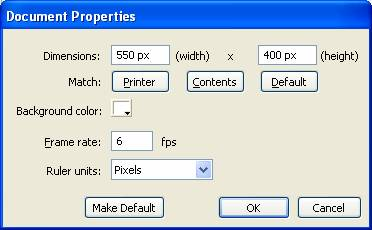 Document Properties
Dimensions: 550 px (width) x 400 px (height)
Match: Printer Contents Default
Background color:
Frame rate: 6 fps
Ruler units: Pixels
Make Default OK Cancel